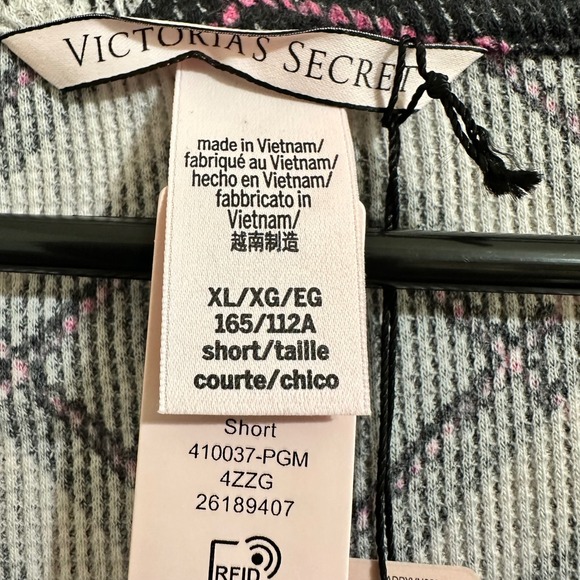 VICTORIA'S SECRET
made in Vietnam/
fabriqué au Vietnam/
hecho en Vietnam/
fabbricato in
Vietnam/
越南制造
XL/XG/EG
165/112A
short/taille
courte/chico
Short
410037-PGM
4ZZG
26189407
RFID